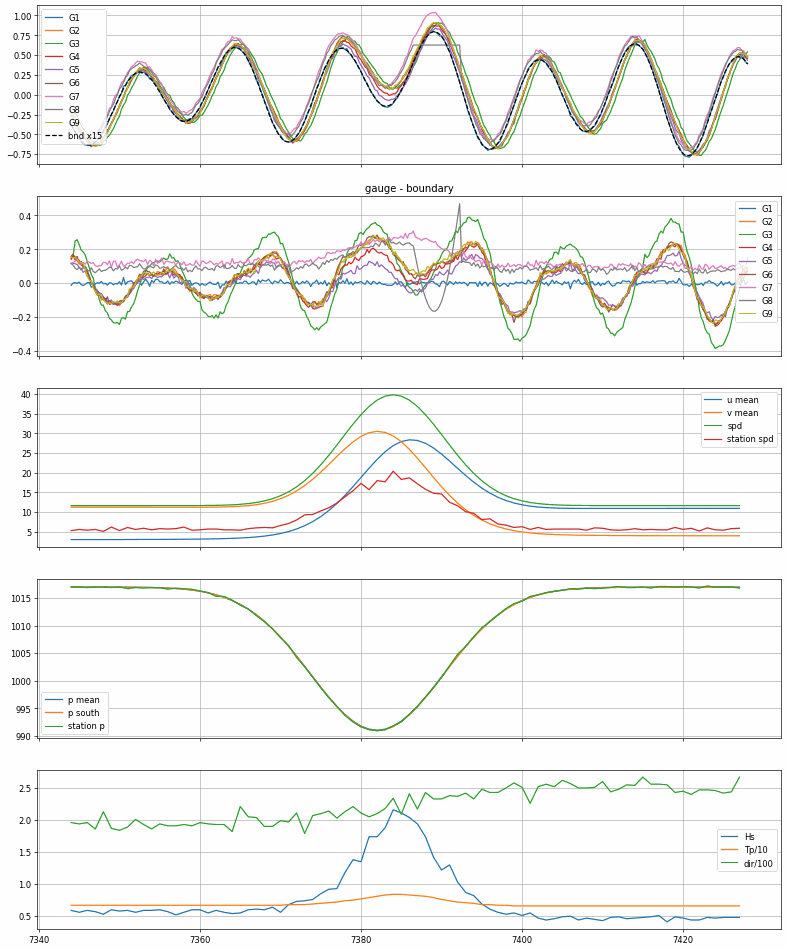 1.00
0.75
0.50
0.25
0.00
−0.25
−0.50
−0.75
G1
G2
G3
G4
G5
G6
G7
G8
G9
bnd x15
gauge - boundary
0.4
0.2
0.0
−0.2
−0.4
G1
G2
G3
G4
G5
G6
G7
G8
G9
40
35
30
25
20
15
10
5
u mean
v mean
spd
station spd
1015
1010
1005
1000
995
990
p mean
p south
station p
2.5
2.0
1.5
1.0
0.5
Hs
Tp/10
dir/100
7340
7360
7380
7400
7420